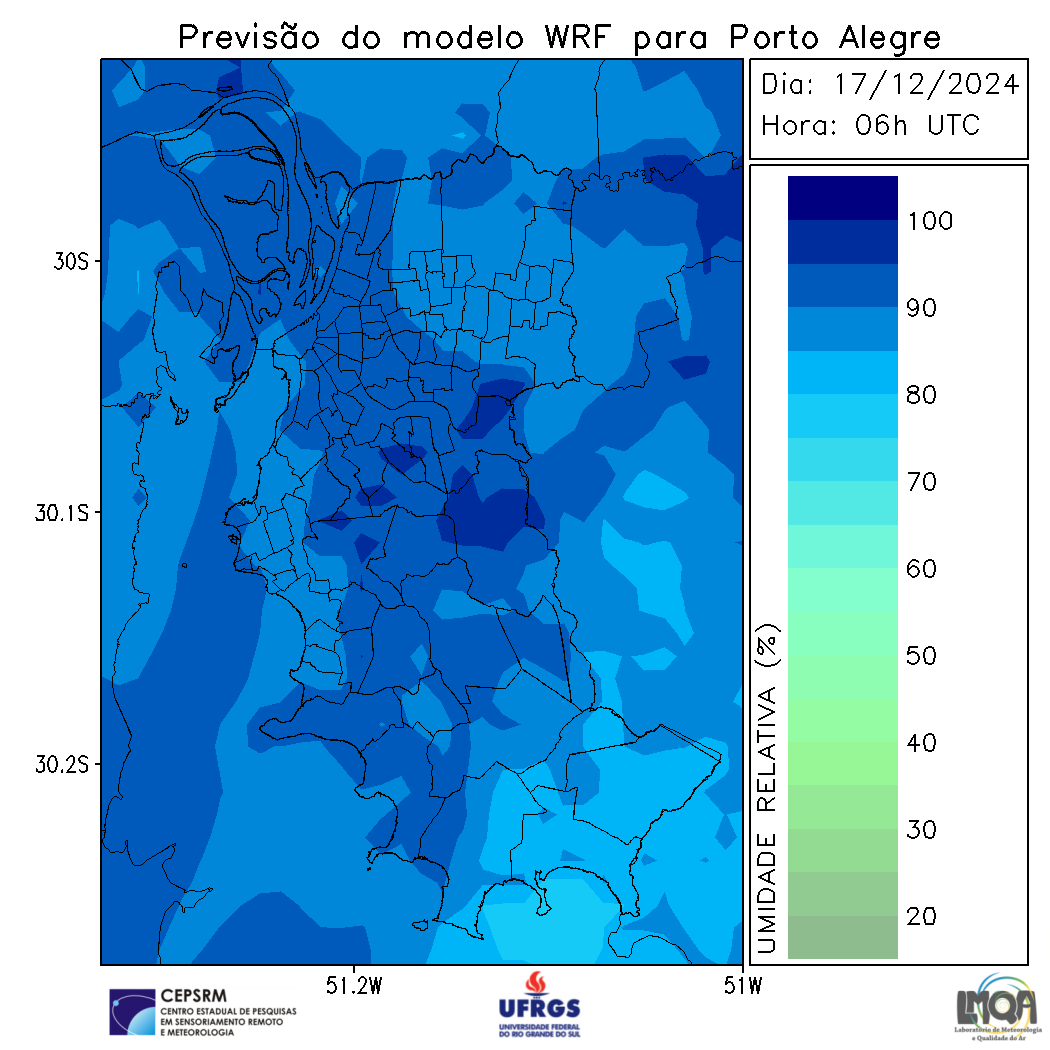 Previsão do modelo WRF para Porto Alegre
Dia: 17/12/2024
Hora: 06h UTC
100
90
80
70
60
50
40
30
20
UMIDADE RELATIVA (%)
30S
30.1S
30.2S
51.2W
51W
CEPSRM
CENTRO ESTADUAL DE PESQUISAS
EM SENSORIAMENTO REMOTO
E METEOROLOGIA
UFRGS
UNIVERSIDADE FEDERAL
DO RIO GRANDE DO SUL
LMQA
Laboratório de Meteorologia
e Qualidade do Ar